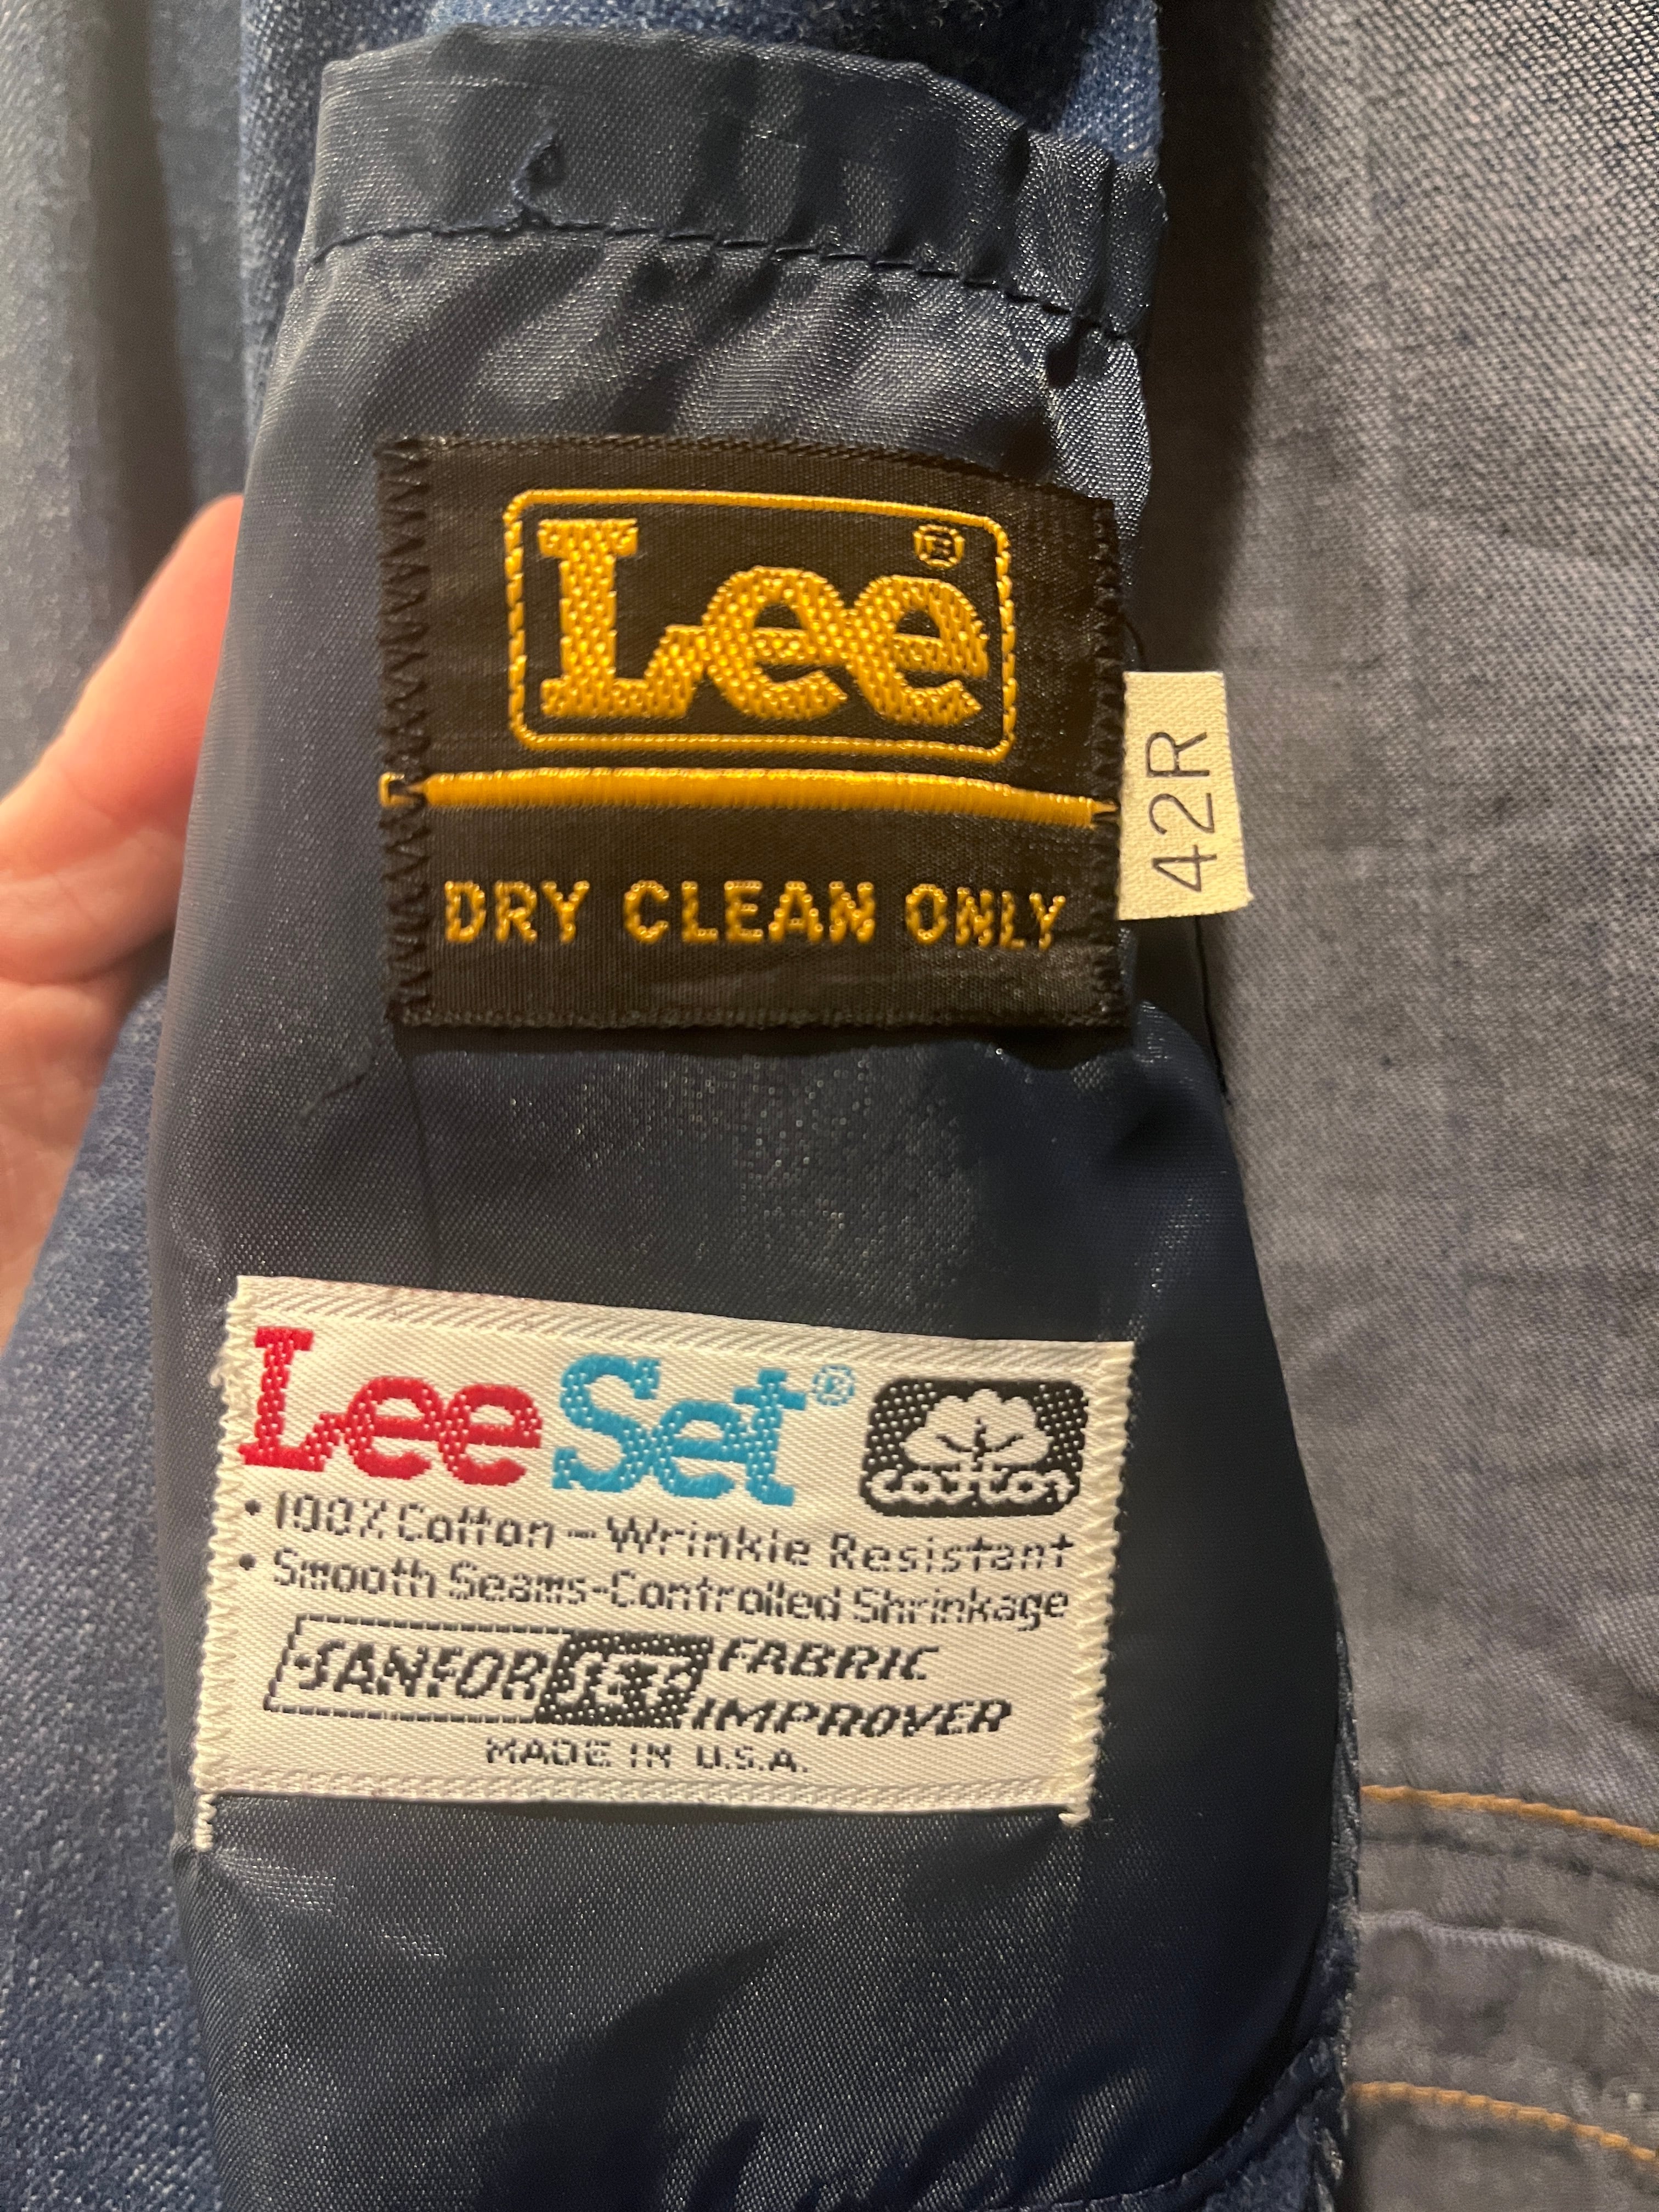 Lee®
DRY CLEAN ONLY
42R
LeeSet®
cotton
• 100% Cotton - Wrinkle Resistant
• Smooth Seams-Controlled Shrinkage
SANFOR SET FABRIC
IMPROVER
MADE IN U.S.A.